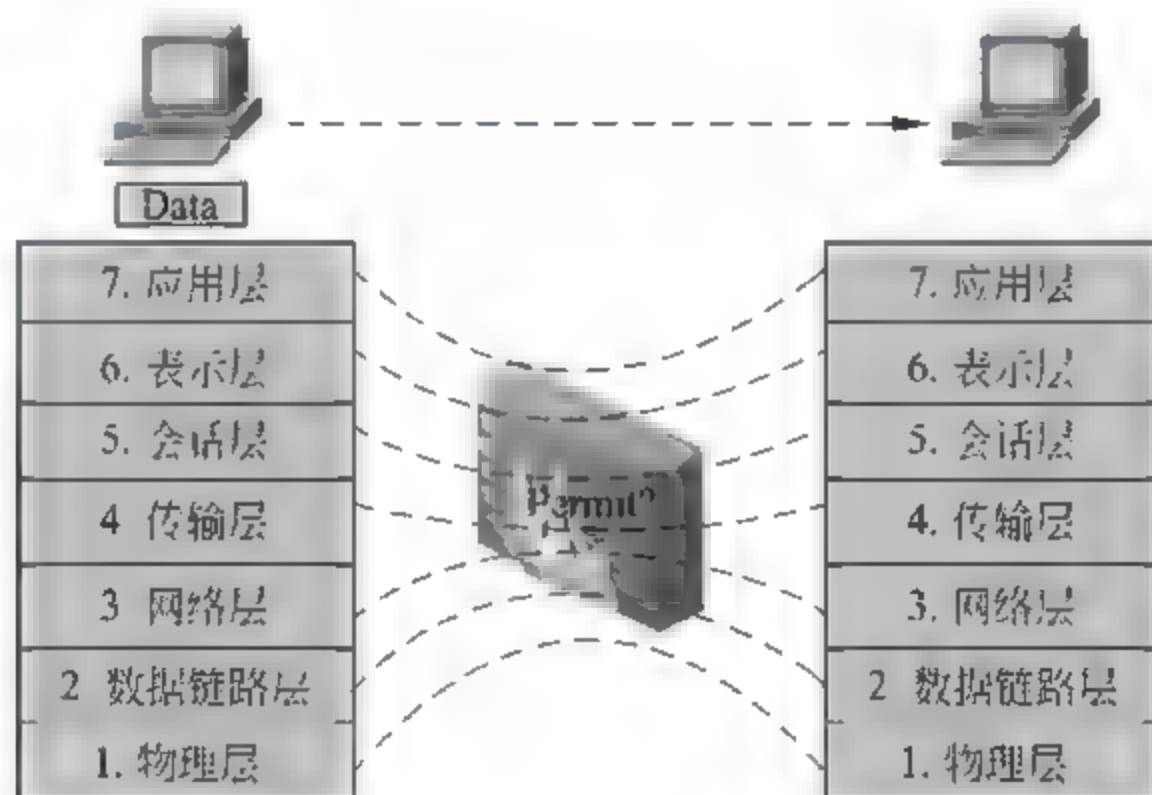 Data
7. 应用层
6. 表示层
5. 会话层
4 传输层
3 网络层
2 数据链路层
1. 物理层
Permit?
7. 应用层
6. 表示层
5. 会话层
4. 传输层
3. 网络层
2 数据链路层
1. 物理层